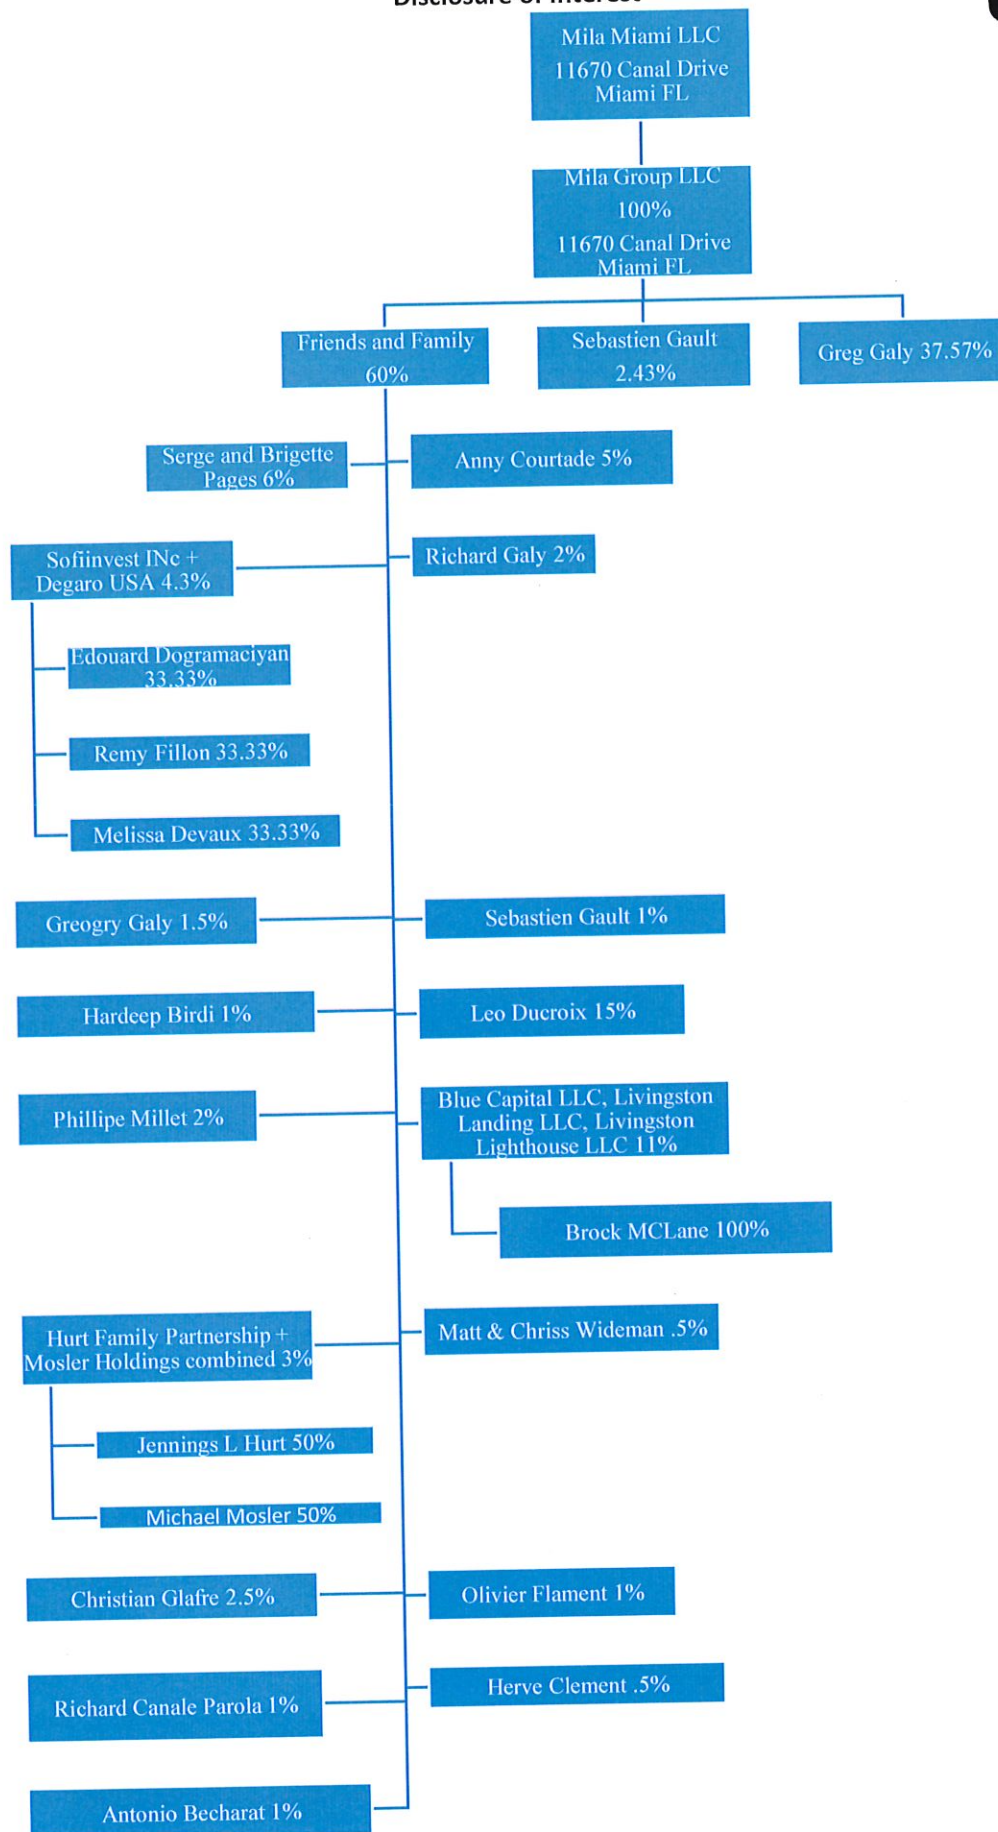 Disclosure of Interest
Mila Miami LLC
11670 Canal Drive
Miami FL
Mila Group LLC
100%
11670 Canal Drive
Miami FL
Friends and Family
60%
Sebastien Gault
2.43%
Greg Galy 37.57%
Serge and Brigette
Pages 6%
Anny Courtade 5%
Sofiinvest INc +
Degaro USA 4.3%
Richard Galy 2%
Edouard Dogramaciyan
33.33%
Remy Fillon 33.33%
Melissa Devaux 33.33%
Greogry Galy 1.5%
Sebastien Gault 1%
Hardeep Birdi 1%
Leo Ducroix 15%
Phillipe Millet 2%
Blue Capital LLC, Livingston
Landing LLC, Livingston
Lighthouse LLC 11%
Brock MCLane 100%
Hurt Family Partnership +
Mosler Holdings combined 3%
Matt & Chriss Wideman .5%
Jennings L Hurt 50%
Michael Mosler 50%
Christian Glafre 2.5%
Olivier Flament 1%
Richard Canale Parola 1%
Herve Clement .5%
Antonio Becharat 1%